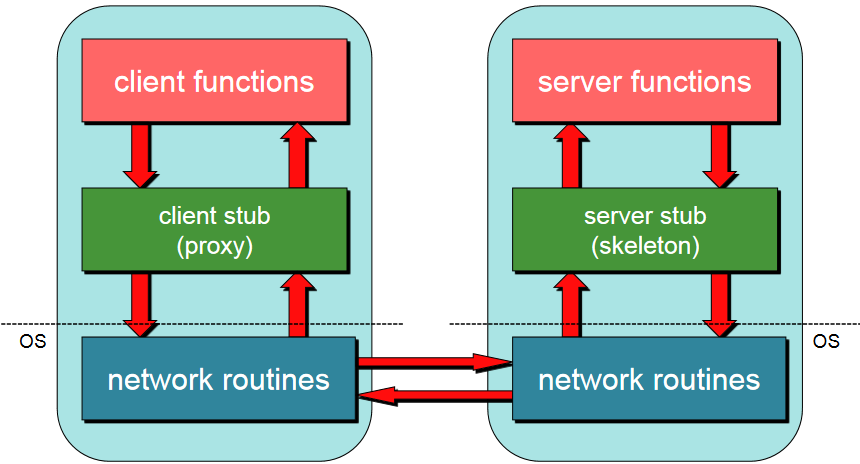 client functions
server functions
client stub
(proxy)
server stub
(skeleton)
OS
OS
network routines
network routines